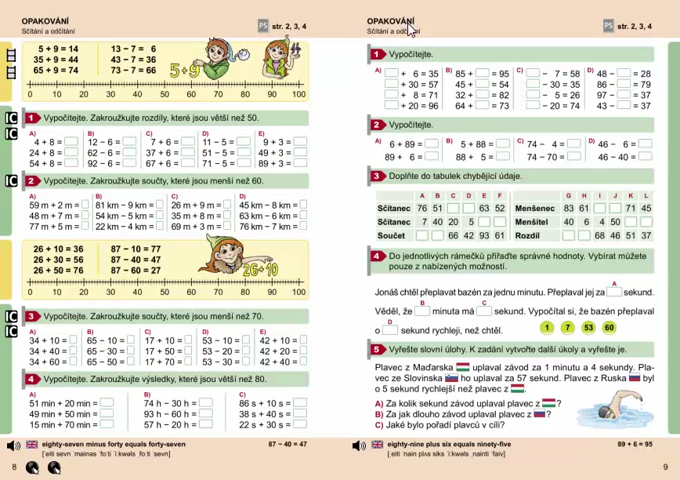 OPAKOVÁNÍ
Sčítání a odčítání
PS str. 2, 3, 4
5 + 9 = 14 13 − 7 = 6
35 + 9 = 44 43 − 7 = 36
65 + 9 = 74 73 − 7 = 66
5+9
0 10 20 30 40 50 60 70 80 90 100
1 Vypočítejte. Zakroužkujte rozdíly, které jsou větší než 50.
A) B) C) D) E)
4 + 8 = 12 − 6 = 7 + 6 = 11 − 5 = 9 + 3 =
24 + 8 = 62 − 6 = 37 + 6 = 51 − 5 = 49 + 3 =
54 + 8 = 92 − 6 = 67 + 6 = 71 − 5 = 89 + 3 =
2 Vypočítejte. Zakroužkujte součty, které jsou menší než 60.
A) B) C) D)
59 m + 2 m = 81 km − 9 km = 26 m + 9 m = 45 km − 8 km =
48 m + 7 m = 54 km − 5 km = 35 m + 8 m = 63 km − 6 km =
77 m + 5 m = 22 km − 4 km = 69 m + 3 m = 76 km − 7 km =
26 + 10 = 36 87 − 10 = 77
26 + 30 = 56 87 − 40 = 47
26 + 50 = 76 87 − 60 = 27
26+10
0 10 20 30 40 50 60 70 80 90 100
3 Vypočítejte. Zakroužkujte součty, které jsou menší než 70.
A) B) C) D) E)
34 + 10 = 65 − 10 = 17 + 10 = 53 − 10 = 42 + 10 =
34 + 40 = 65 − 30 = 17 + 50 = 53 − 20 = 42 + 20 =
34 + 60 = 65 − 50 = 17 + 70 = 53 − 30 = 42 + 40 =
4 Vypočítejte. Zakroužkujte výsledky, které jsou větší než 80.
A) B) C)
51 min + 20 min = 74 h − 30 h = 86 s + 10 s =
49 min + 50 min = 93 h − 60 h = 38 s + 40 s =
15 min + 70 min = 57 h − 20 h = 22 s + 30 s =
eighty-seven minus forty equals forty-seven 87 − 40 = 47
8
OPAKOVÁNÍ
Sčítání a odčítání
PS str. 2, 3, 4
1 Vypočítejte.
A) + 6 = 35 B) 85 + = 95 C) − 7 = 58 D) 48 − = 28
+ 30 = 57 45 + = 54 − 30 = 35 86 − = 79
+ 8 = 71 32 + = 82 − 5 = 26 97 − = 37
+ 20 = 96 64 + = 73 − 20 = 74 43 − = 37
2 Vypočítejte.
A) 6 + 89 = B) 5 + 88 = C) 74 − 4 = D) 46 − 6 =
89 + 6 = 88 + 5 = 74 − 70 = 46 − 40 =
3 Doplňte do tabulek chybějící údaje.
A B C D E F G H I J K L
Sčítanec 76 51 63 52 Menšenec 83 61 71 45
Sčítanec 7 40 20 5 Menšitel 40 6 4 50
Součet 66 42 93 61 Rozdíl 68 46 51 37
4 Do jednotlivých rámečků přiřaďte správné hodnoty. Vybírat můžete
pouze z nabízených možností.
A
Jonáš chtěl přeplavat bazén za jednu minutu. Přeplaval jej za sekund.
B C
Věděl, že minuta má sekund. Vypočítal si, že bazén přeplaval
D
o sekund rychleji, než chtěl. 1 7 53 60
5 Vyřešte slovní úlohy. K zadání vytvořte další úlohy a vyřešte je.
Plavec z Maďarska uplaval závod za 1 minutu a 4 sekundy. Pla-
vec ze Slovinska ho uplaval za 57 sekund. Plavec z Ruska byl
o 5 sekund rychlejší než plavec z .
A) Za kolik sekund závod uplaval plavec z ?
B) Za jak dlouho závod uplaval plavec z ?
C) Jaké bylo pořadí plavců v cíli?
eighty-nine plus six equals ninety-five 89 + 6 = 95
9